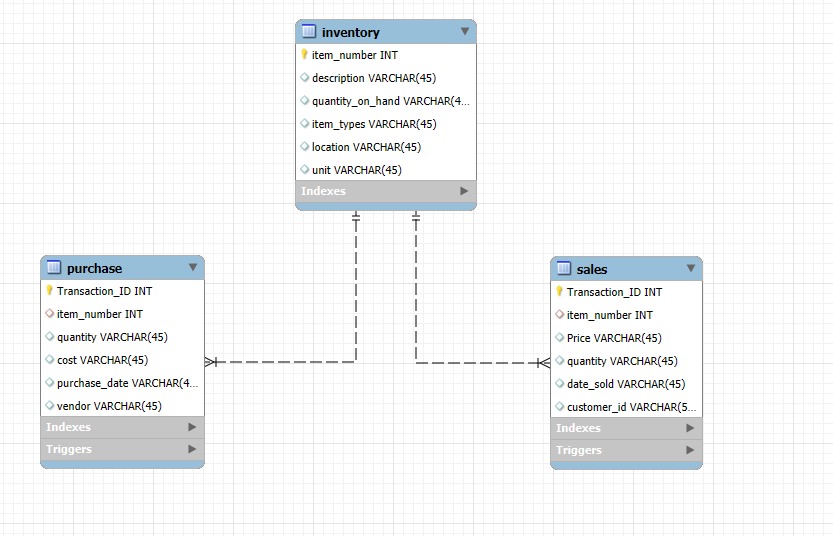 inventory
item_number INT
description VARCHAR(45)
quantity_on_hand VARCHAR(4...
item_types VARCHAR(45)
location VARCHAR(45)
unit VARCHAR(45)
Indexes
purchase
Transaction_ID INT
item_number INT
quantity VARCHAR(45)
cost VARCHAR(45)
purchase_date VARCHAR(4...
vendor VARCHAR(45)
Indexes
Triggers
sales
Transaction_ID INT
item_number INT
Price VARCHAR(45)
quantity VARCHAR(45)
date_sold VARCHAR(45)
customer_id VARCHAR(5...
Indexes
Triggers